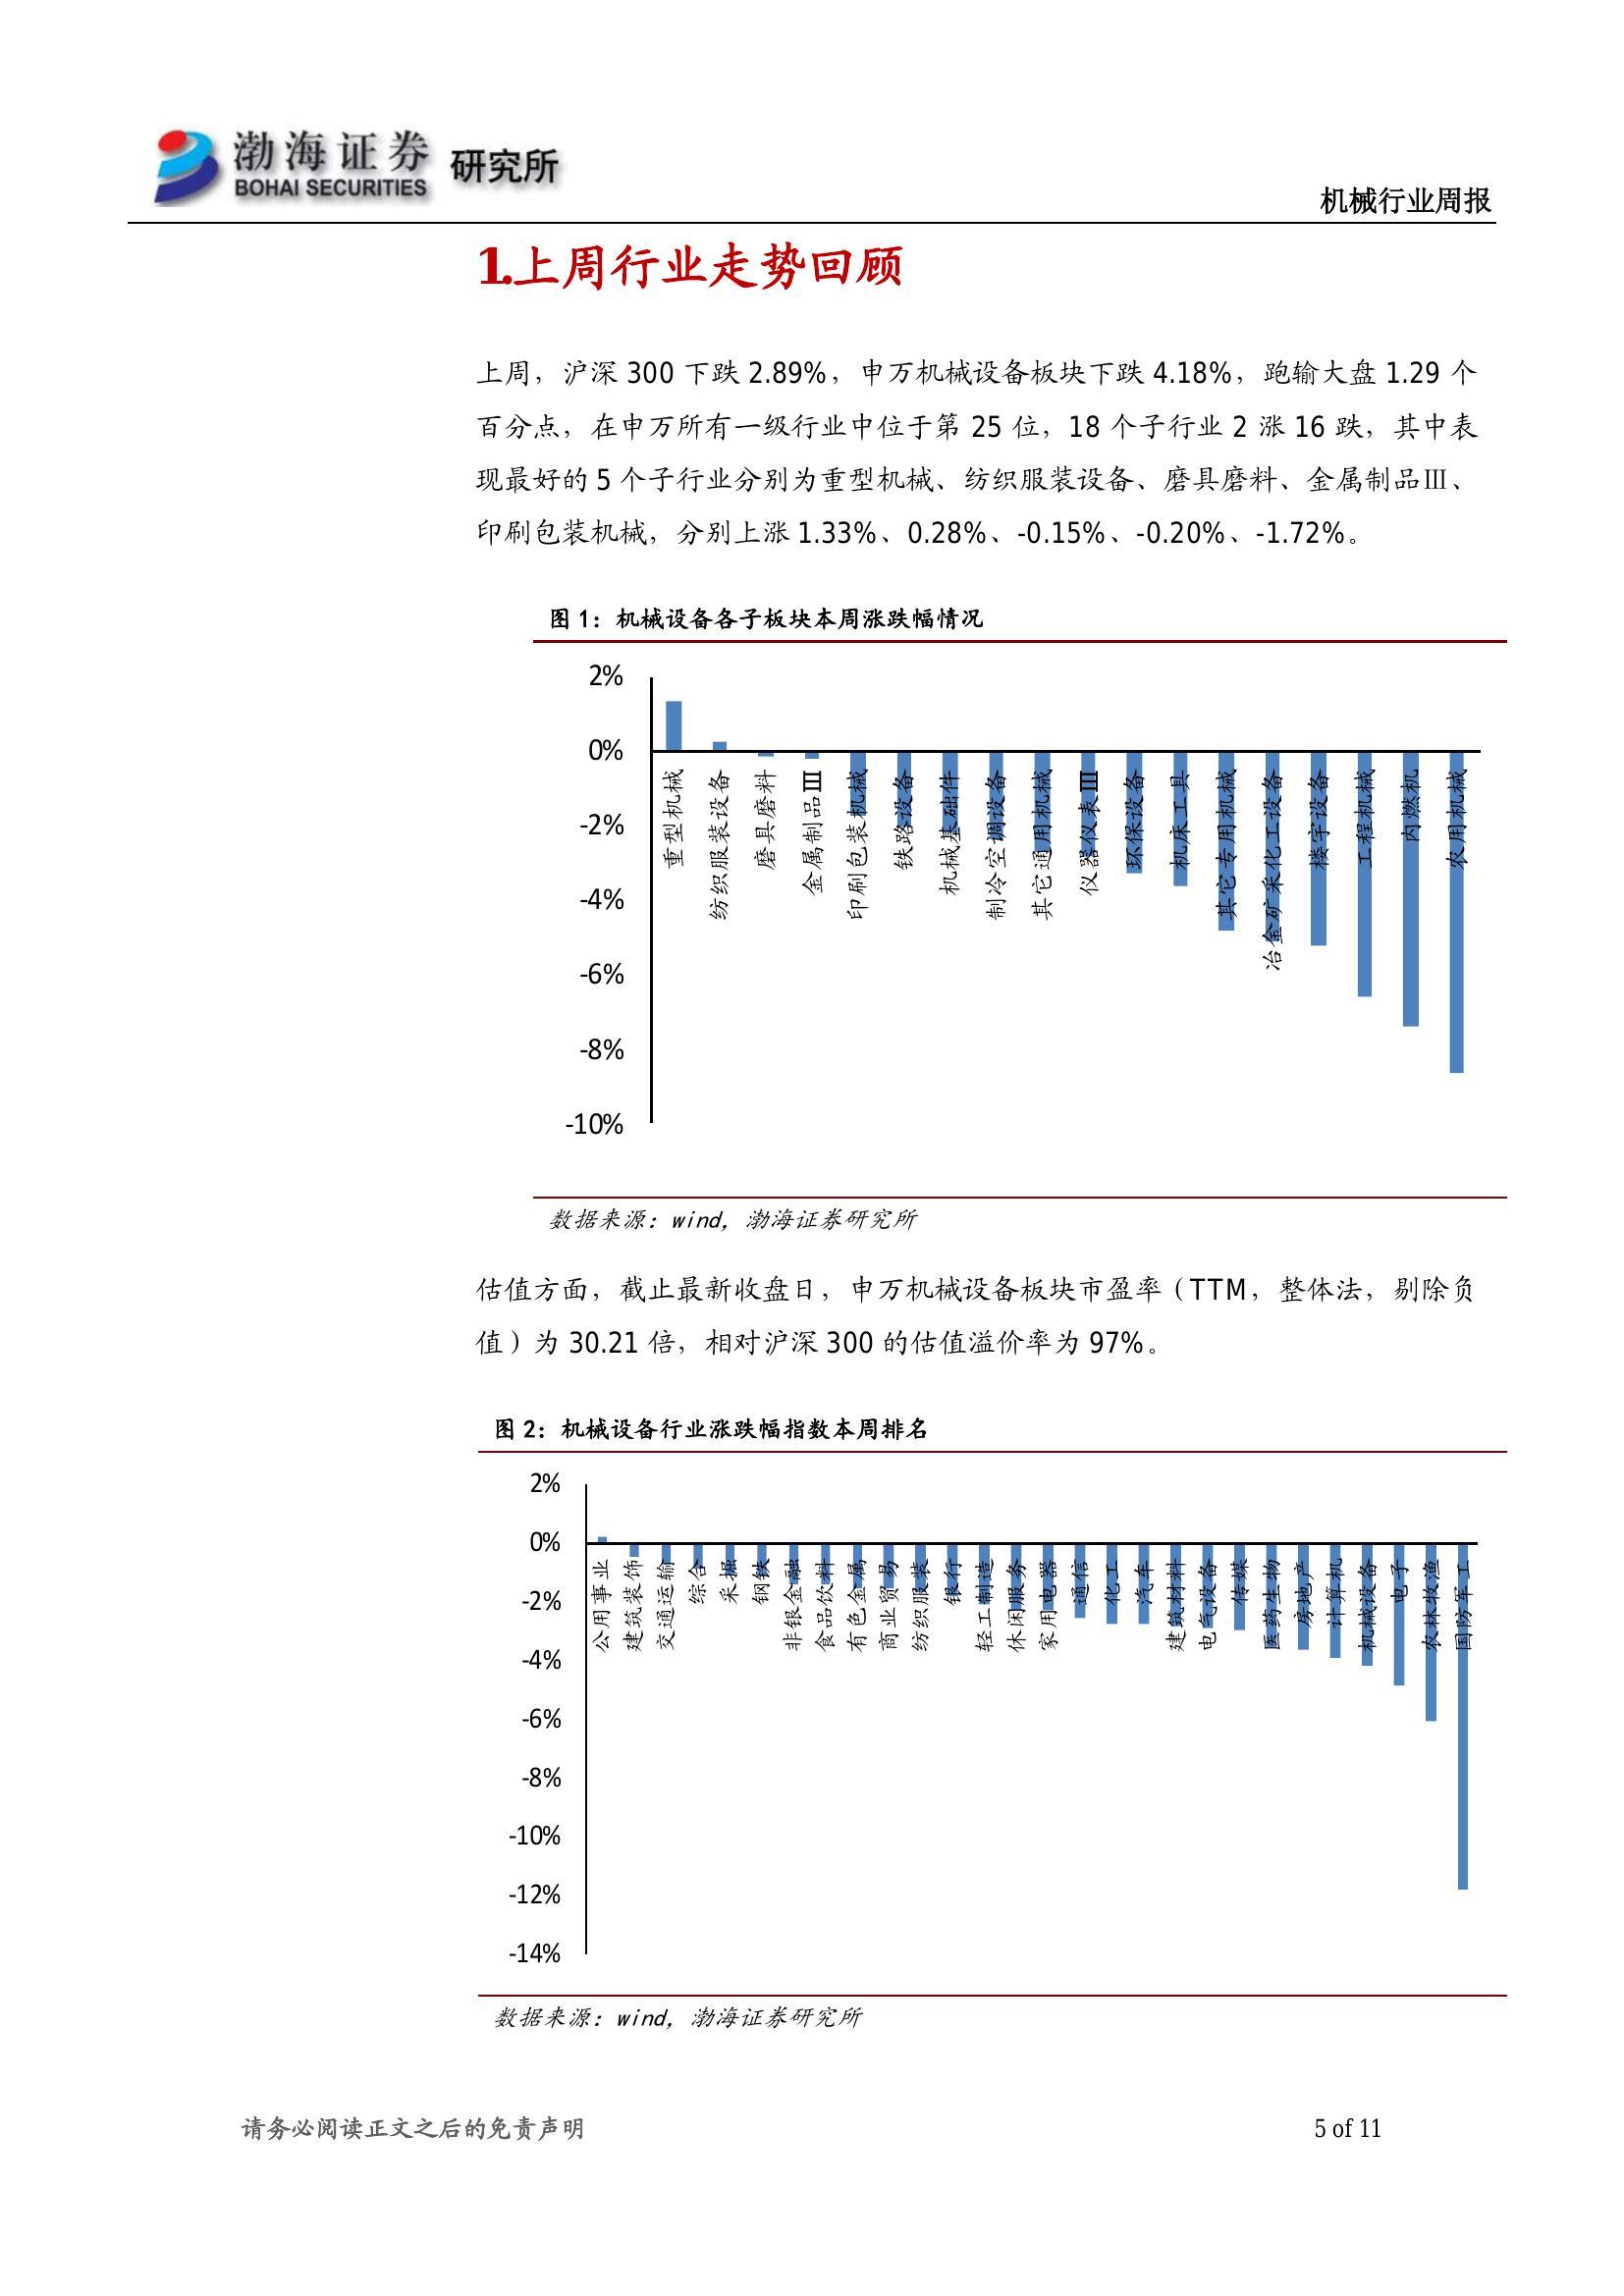 渤海证券
BOHAI SECURITIES
研究所
机械行业周报
1.上周行业走势回顾
上周，沪深 300 下跌 2.89%，申万机械设备板块下跌 4.18%，跑输大盘 1.29 个
百分点，在申万所有一级行业中位于第 25 位，18 个子行业 2 涨 16 跌，其中表
现最好的 5 个子行业分别为重型机械、纺织服装设备、磨具磨料、金属制品Ⅲ、
印刷包装机械，分别上涨 1.33%、0.28%、-0.15%、-0.20%、-1.72%。
图 1：机械设备各子板块本周涨跌幅情况
2%
0%
-2%
-4%
-6%
-8%
-10%
重型机械
纺织服装设备
磨具磨料
金属制品Ⅲ
印刷包装机械
铁路设备
机械基础件
制冷空调设备
其它通用机械
仪器仪表Ⅲ
环保设备
机床工具
其它专用机械
冶金矿采化工设备
楼宇设备
工程机械
内燃机
农用机械
数据来源：wind，渤海证券研究所
估值方面，截止最新收盘日，申万机械设备板块市盈率（TTM，整体法，剔除负
值）为 30.21 倍，相对沪深 300 的估值溢价率为 97%。
图 2：机械设备行业涨跌幅指数本周排名
2%
0%
-2%
-4%
-6%
-8%
-10%
-12%
-14%
公用事业
建筑装饰
交通运输
综合
采掘
钢铁
非银金融
食品饮料
有色金属
商业贸易
纺织服装
银行
轻工制造
休闲服务
家用电器
通信
化工
汽车
建筑材料
电气设备
传媒
医药生物
房地产
计算机
机械设备
电子
农林牧渔
国防军工
数据来源：wind，渤海证券研究所
请务必阅读正文之后的免责声明
5 of 11